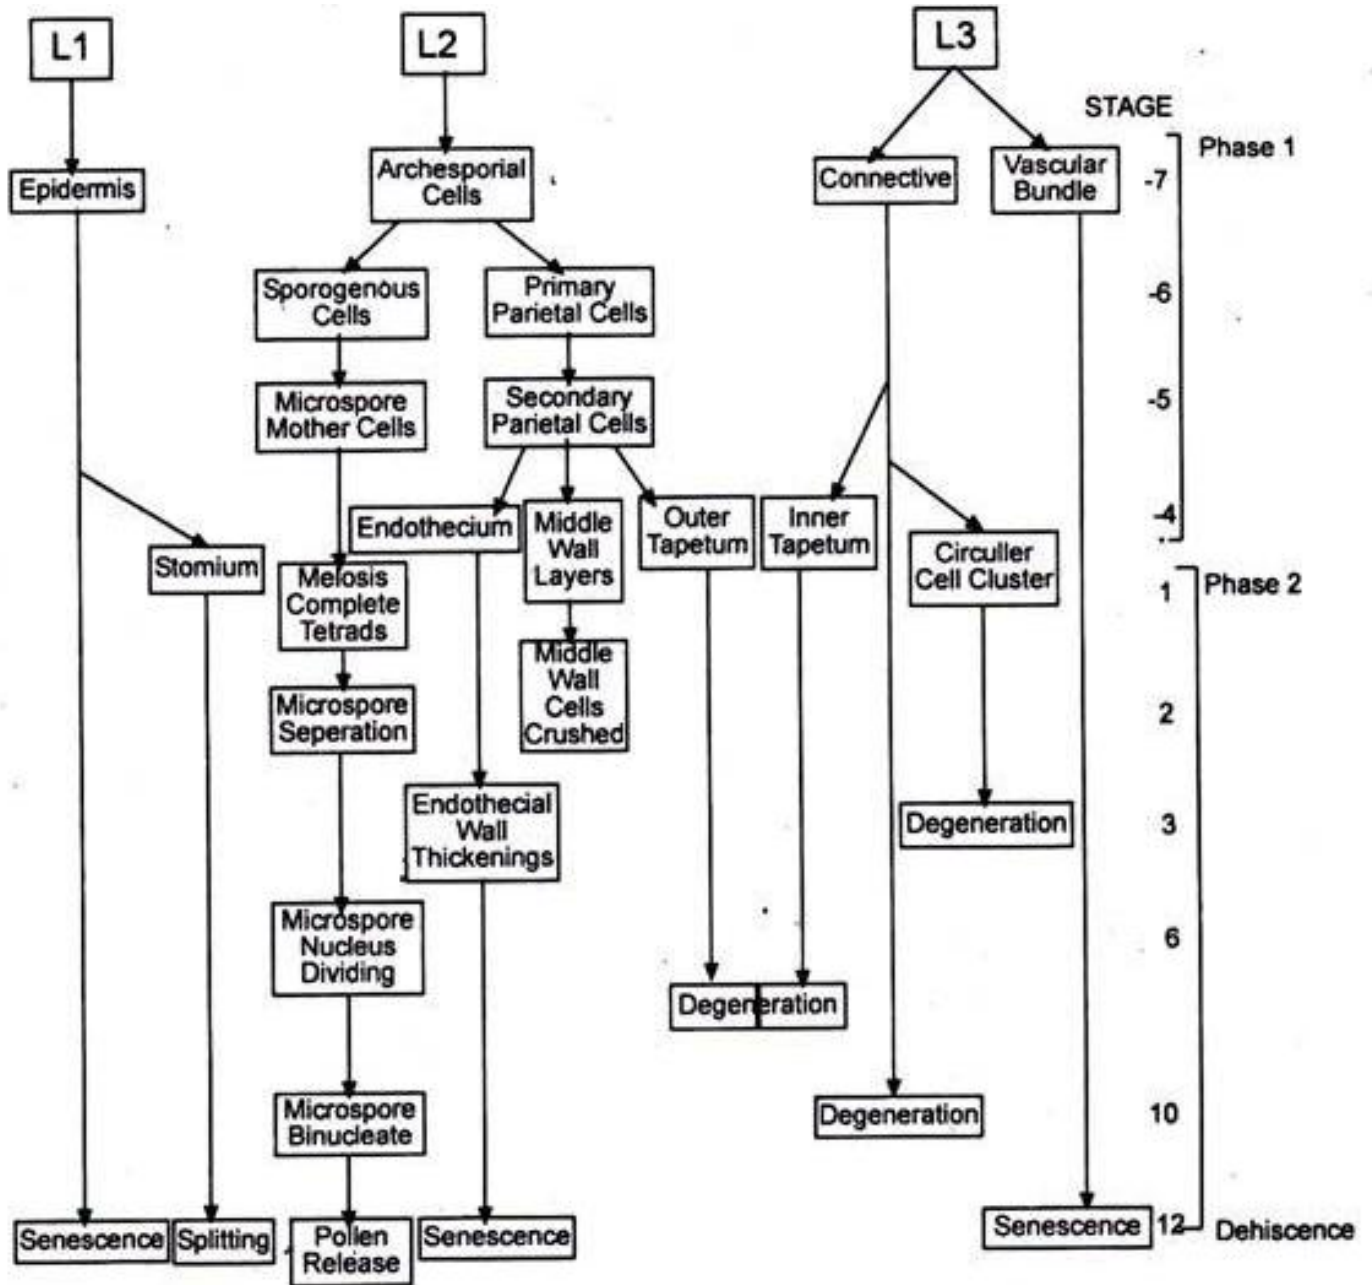 L1
L2
L3
STAGE
Phase 1
Epidermis
Archesporial
Cells
Connective
Vascular
Bundle
-7
Sporogenous
Cells
Primary
Parietal Cells
-6
Microspore
Mother Cells
Secondary
Parietal Cells
-5
Endothecium
Middle
Wall
Layers
Outer
Tapetum
Inner
Tapetum
-4
Stomium
Meiosis
Complete
Tetrads
Circuller
Cell Cluster
1
Phase 2
Middle
Wall
Cells
Crushed
Microspore
Seperation
2
Endothecial
Wall
Thickenings
Degeneration
3
Microspore
Nucleus
Dividing
6
Degeneration
Microspore
Binucleate
Degeneration
10
Senescence
Splitting
Pollen
Release
Senescence
Senescence
12
Dehiscence